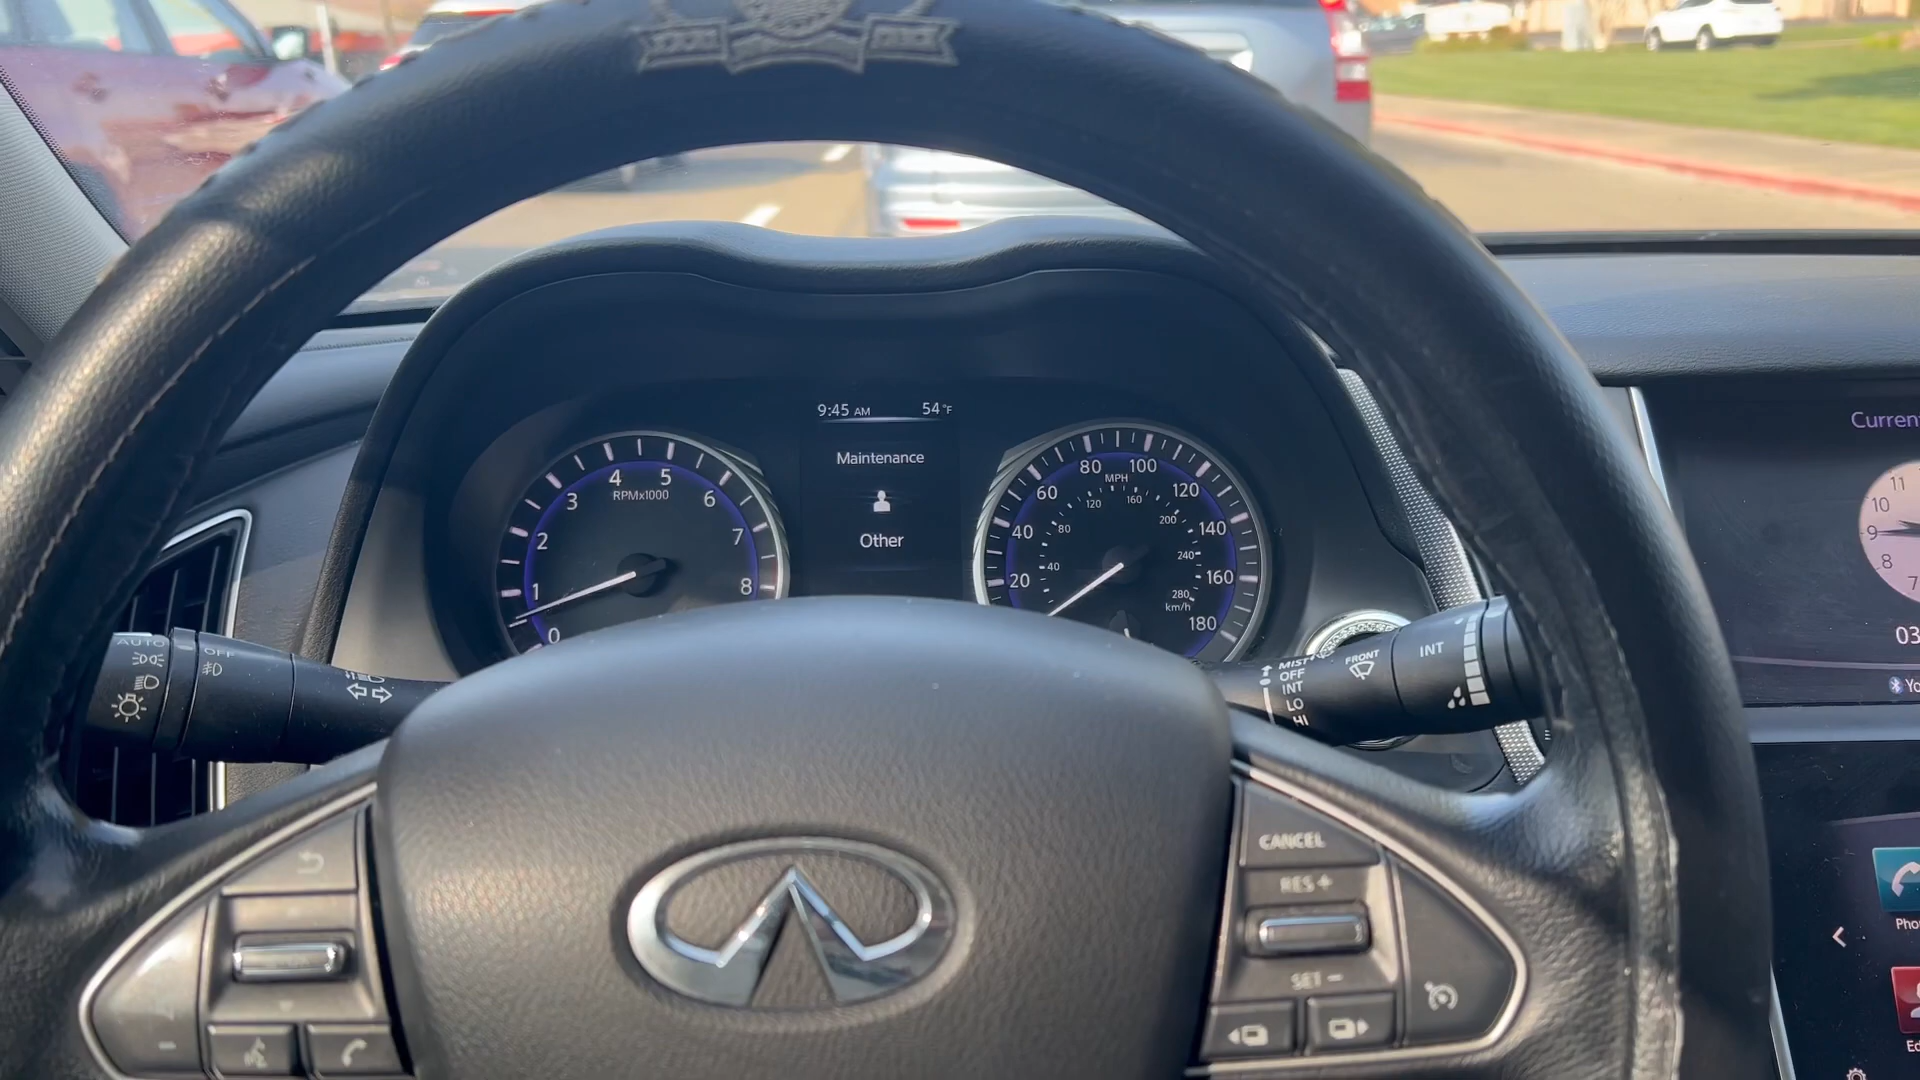 9:45 AM 54°F
Maintenance
Other
0 1 2 3 4 5 6 7 8
RPMx1000
20 40 60 80 100 120 140 160 180
MPH
40 80 120 160 200 240 280
km/h
AUTO
OFF
MIST
OFF
INT
LO
HI
FRONT
INT
CANCEL
RES +
SET −
Curren
11
10
9
8
7
03
Yo
Pho
Ed